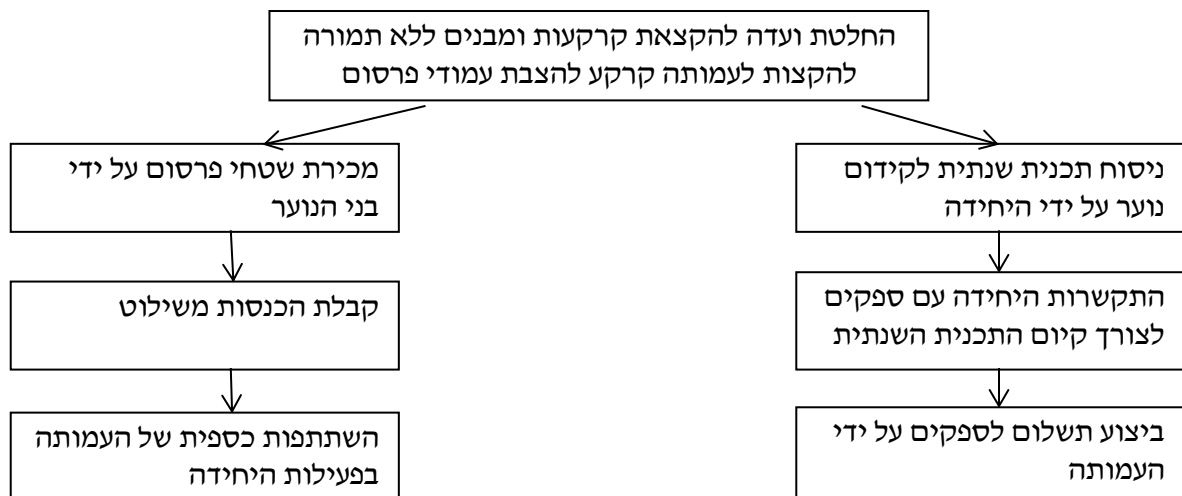 החלטת ועדה להקצאת קרקעות ומבנים ללא תמורה
להקצות לעמותה קרקע להצבת עמודי פרסום
ניסוח תכנית שנתית לקידום
נוער על ידי היחידה
התקשרות היחידה עם ספקים
לצורך קיום התכנית השנתית
ביצוע תשלום לספקים על ידי
העמותה
מכירת שטחי פרסום על ידי
בני הנוער
קבלת הכנסות משילוט
השתתפות כספית של העמותה
בפעילות היחידה